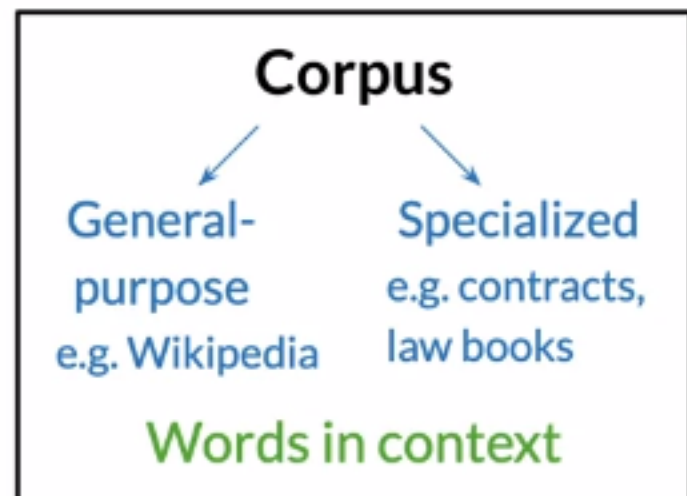 Corpus
General-
purpose
e.g. Wikipedia
Specialized
e.g. contracts,
law books
Words in context